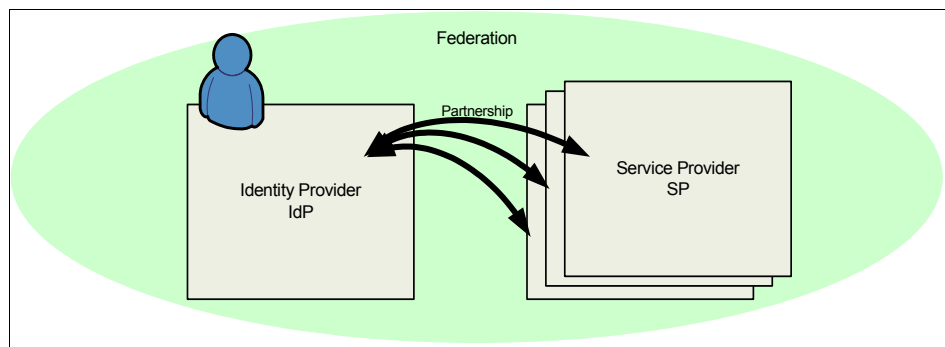 Federation
Partnership
Identity Provider
IdP
Service Provider
SP